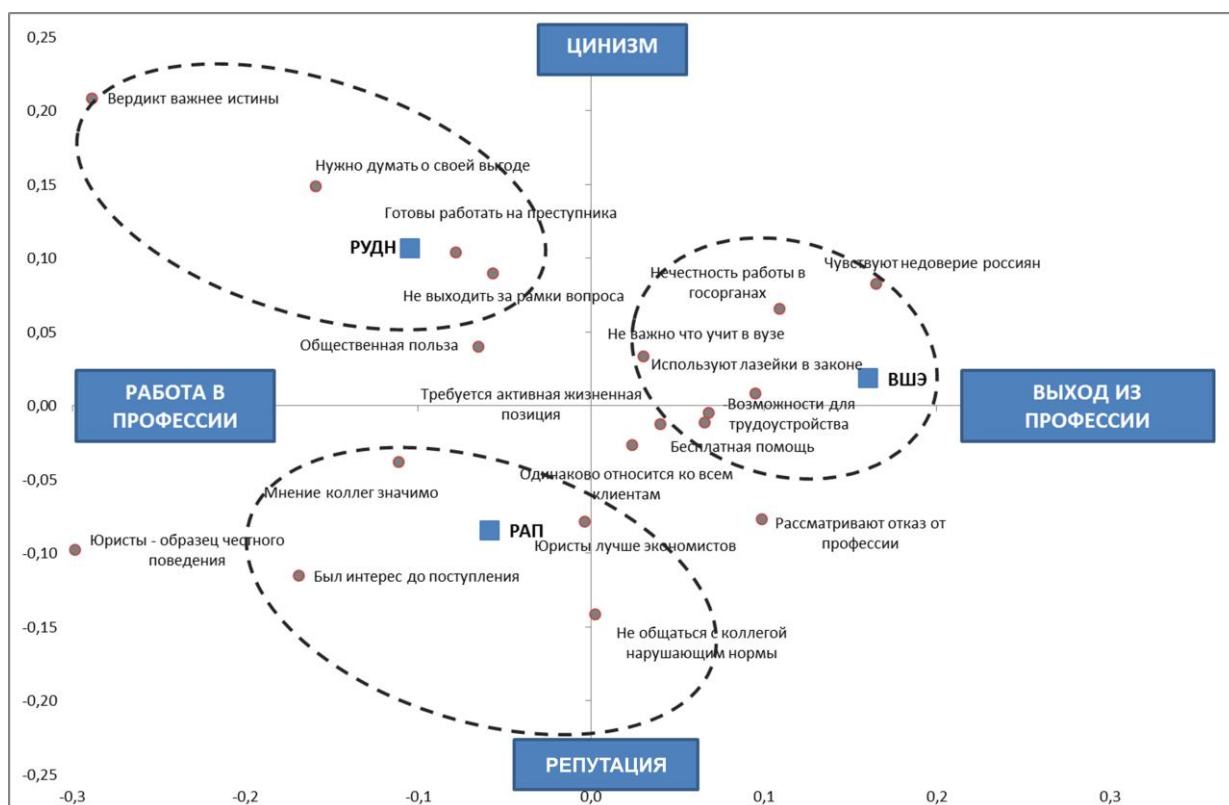 ЦИНИЗМ
0,25
0,20
0,15
0,10
0,05
0,00
-0,05
-0,10
-0,15
-0,20
-0,25
Вердикт важнее истины
Нужно думать о своей выгоде
Готовы работать на преступника
РУДН
Не выходить за рамки вопроса
Общественная польза
Чувствуют недоверие россиян
Нечестность работы в
госорганах
Не важно что учит в вузе
Используют лазейки в законе
ВШЭ
РАБОТА В
ПРОФЕССИИ
Требуется активная жизненная
позиция
-Возможности для
трудоустройства
ВЫХОД ИЗ
ПРОФЕССИИ
Бесплатная помощь
Одинаково относится ко всем
клиентам
Мнение коллег значимо
РАП
Юристы лучше экономистов
Рассматривают отказ от
профессии
Юристы - образец честного
поведения
Был интерес до поступления
Не общаться с коллегой
нарушающим нормы
РЕПУТАЦИЯ
-0,3
-0,2
-0,1
0,0
0,1
0,2
0,3